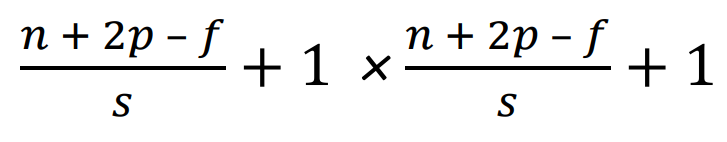 (n + 2p – f)/s + 1 × (n + 2p – f)/s + 1